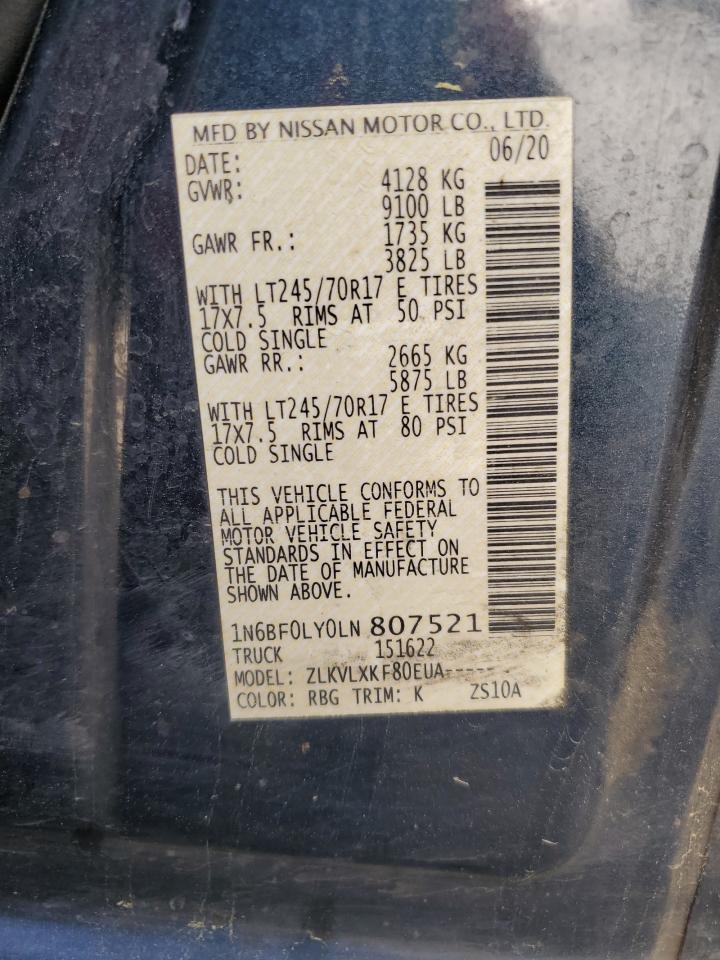 MFD BY NISSAN MOTOR CO., LTD.
DATE: 06/20
GVWR: 4128 KG
9100 LB
GAWR FR.: 1735 KG
3825 LB
WITH LT245/70R17 E TIRES
17X7.5 RIMS AT 50 PSI
COLD SINGLE
GAWR RR.: 2665 KG
5875 LB
WITH LT245/70R17 E TIRES
17X7.5 RIMS AT 80 PSI
COLD SINGLE
THIS VEHICLE CONFORMS TO
ALL APPLICABLE FEDERAL
MOTOR VEHICLE SAFETY
STANDARDS IN EFFECT ON
THE DATE OF MANUFACTURE
SHOWN ABOVE.
1N6BF0LY0LN 807521
TRUCK 151622
MODEL: ZLKVLXKF80EUA-----
COLOR: RBG TRIM: K ZS10A